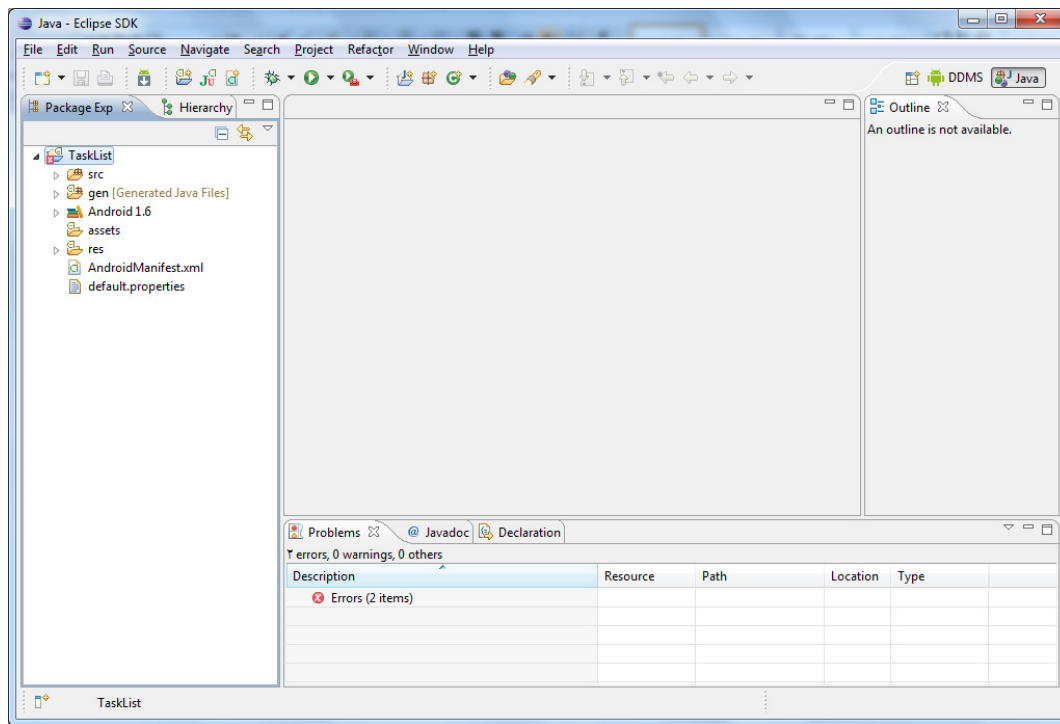 Java - Eclipse SDK
File Edit Run Source Navigate Search Project Refactor Window Help
DDMS Java
Package Exp Hierarchy
TaskList
src
gen [Generated Java Files]
Android 1.6
assets
res
AndroidManifest.xml
default.properties
Outline
An outline is not available.
Problems @ Javadoc Declaration
٢ errors, 0 warnings, 0 others
Description Resource Path Location Type
Errors (2 items)
TaskList